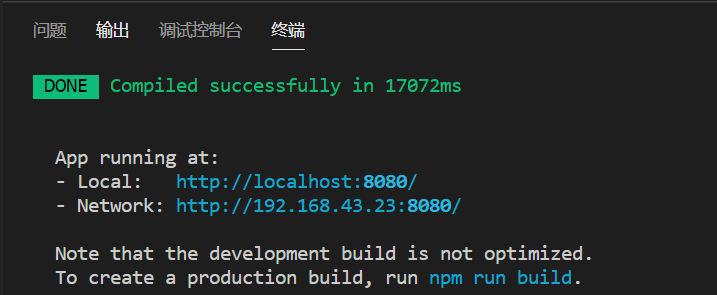 问题 输出 调试控制台 终端
DONE Compiled successfully in 17072ms
App running at:
- Local: http://localhost:8080/
- Network: http://192.168.43.23:8080/
Note that the development build is not optimized.
To create a production build, run npm run build.